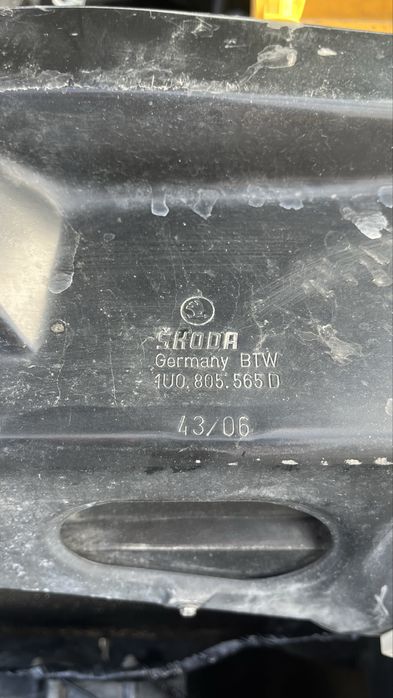 ŠKODA
Germany BTW
1U0.805.565 D
43/06